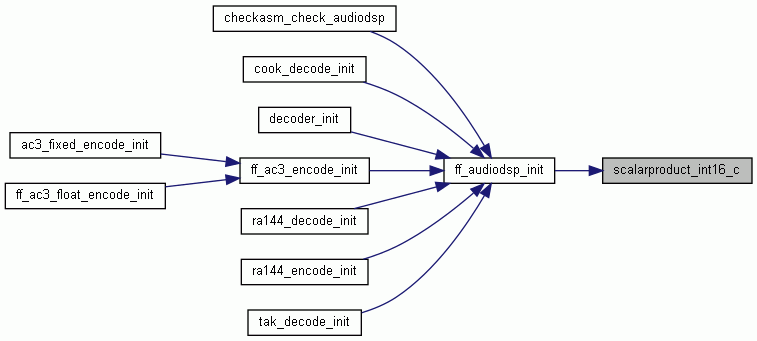 checkasm_check_audiodsp
cook_decode_init
decoder_init
ac3_fixed_encode_init
ff_ac3_encode_init
ff_audiodsp_init
scalarproduct_int16_c
ff_ac3_float_encode_init
ra144_decode_init
ra144_encode_init
tak_decode_init